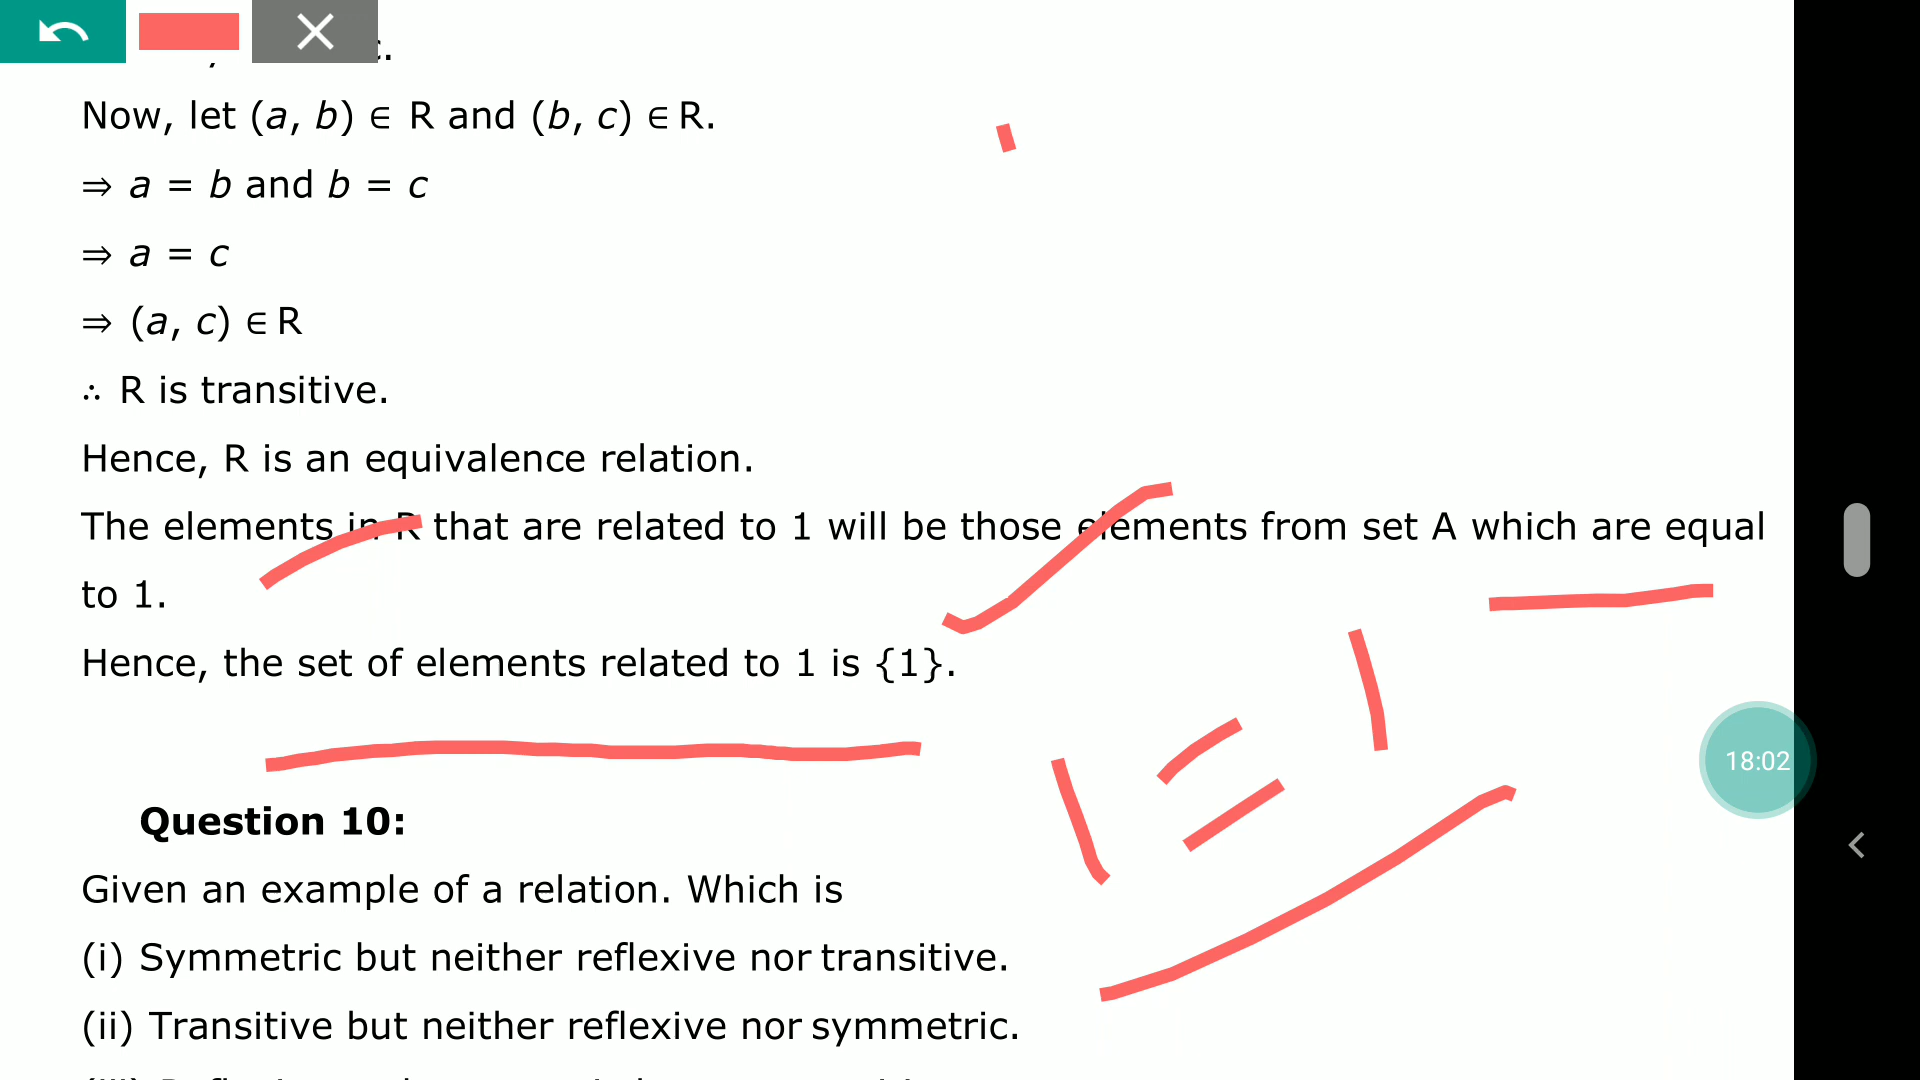 Now, let (a, b) ∈ R and (b, c) ∈ R.
⇒ a = b and b = c
⇒ a = c
⇒ (a, c) ∈ R
∴ R is transitive.
Hence, R is an equivalence relation.
The elements in R that are related to 1 will be those elements from set A which are equal
to 1.
Hence, the set of elements related to 1 is {1}.
1 = 1
18:02
Question 10:
Given an example of a relation. Which is
(i) Symmetric but neither reflexive nor transitive.
(ii) Transitive but neither reflexive nor symmetric.